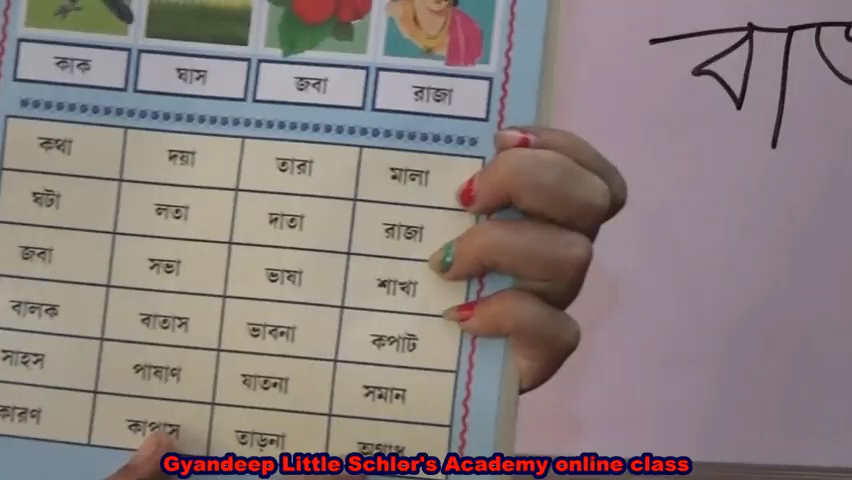 কাক ঘাস জবা রাজা
বা
কথা দয়া তারা মালা
ঘটা লতা দাতা রাজা
জবা সভা ভাষা শাখা
বালক বাতাস ভাবনা কপাট
সাহস পাষাণ যাতনা সমান
কারণ কাপাস তাড়না
Gyandeep Little Schlor's Academy online class